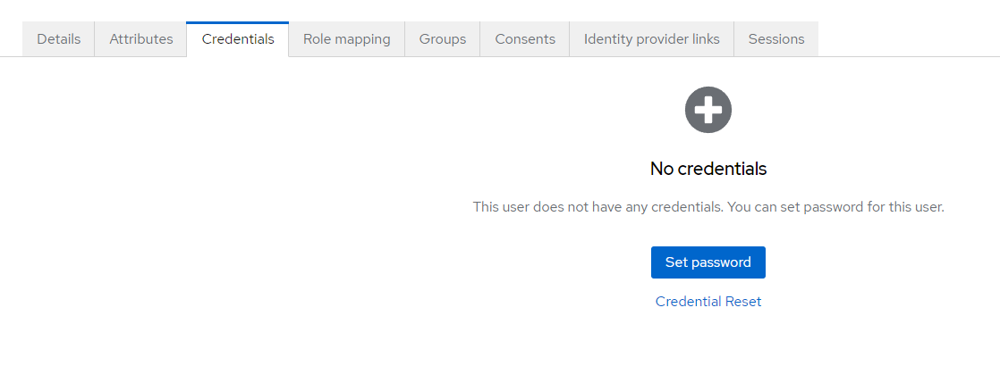 Details Attributes Credentials Role mapping Groups Consents Identity provider links Sessions
No credentials
This user does not have any credentials. You can set password for this user.
Set password
Credential Reset